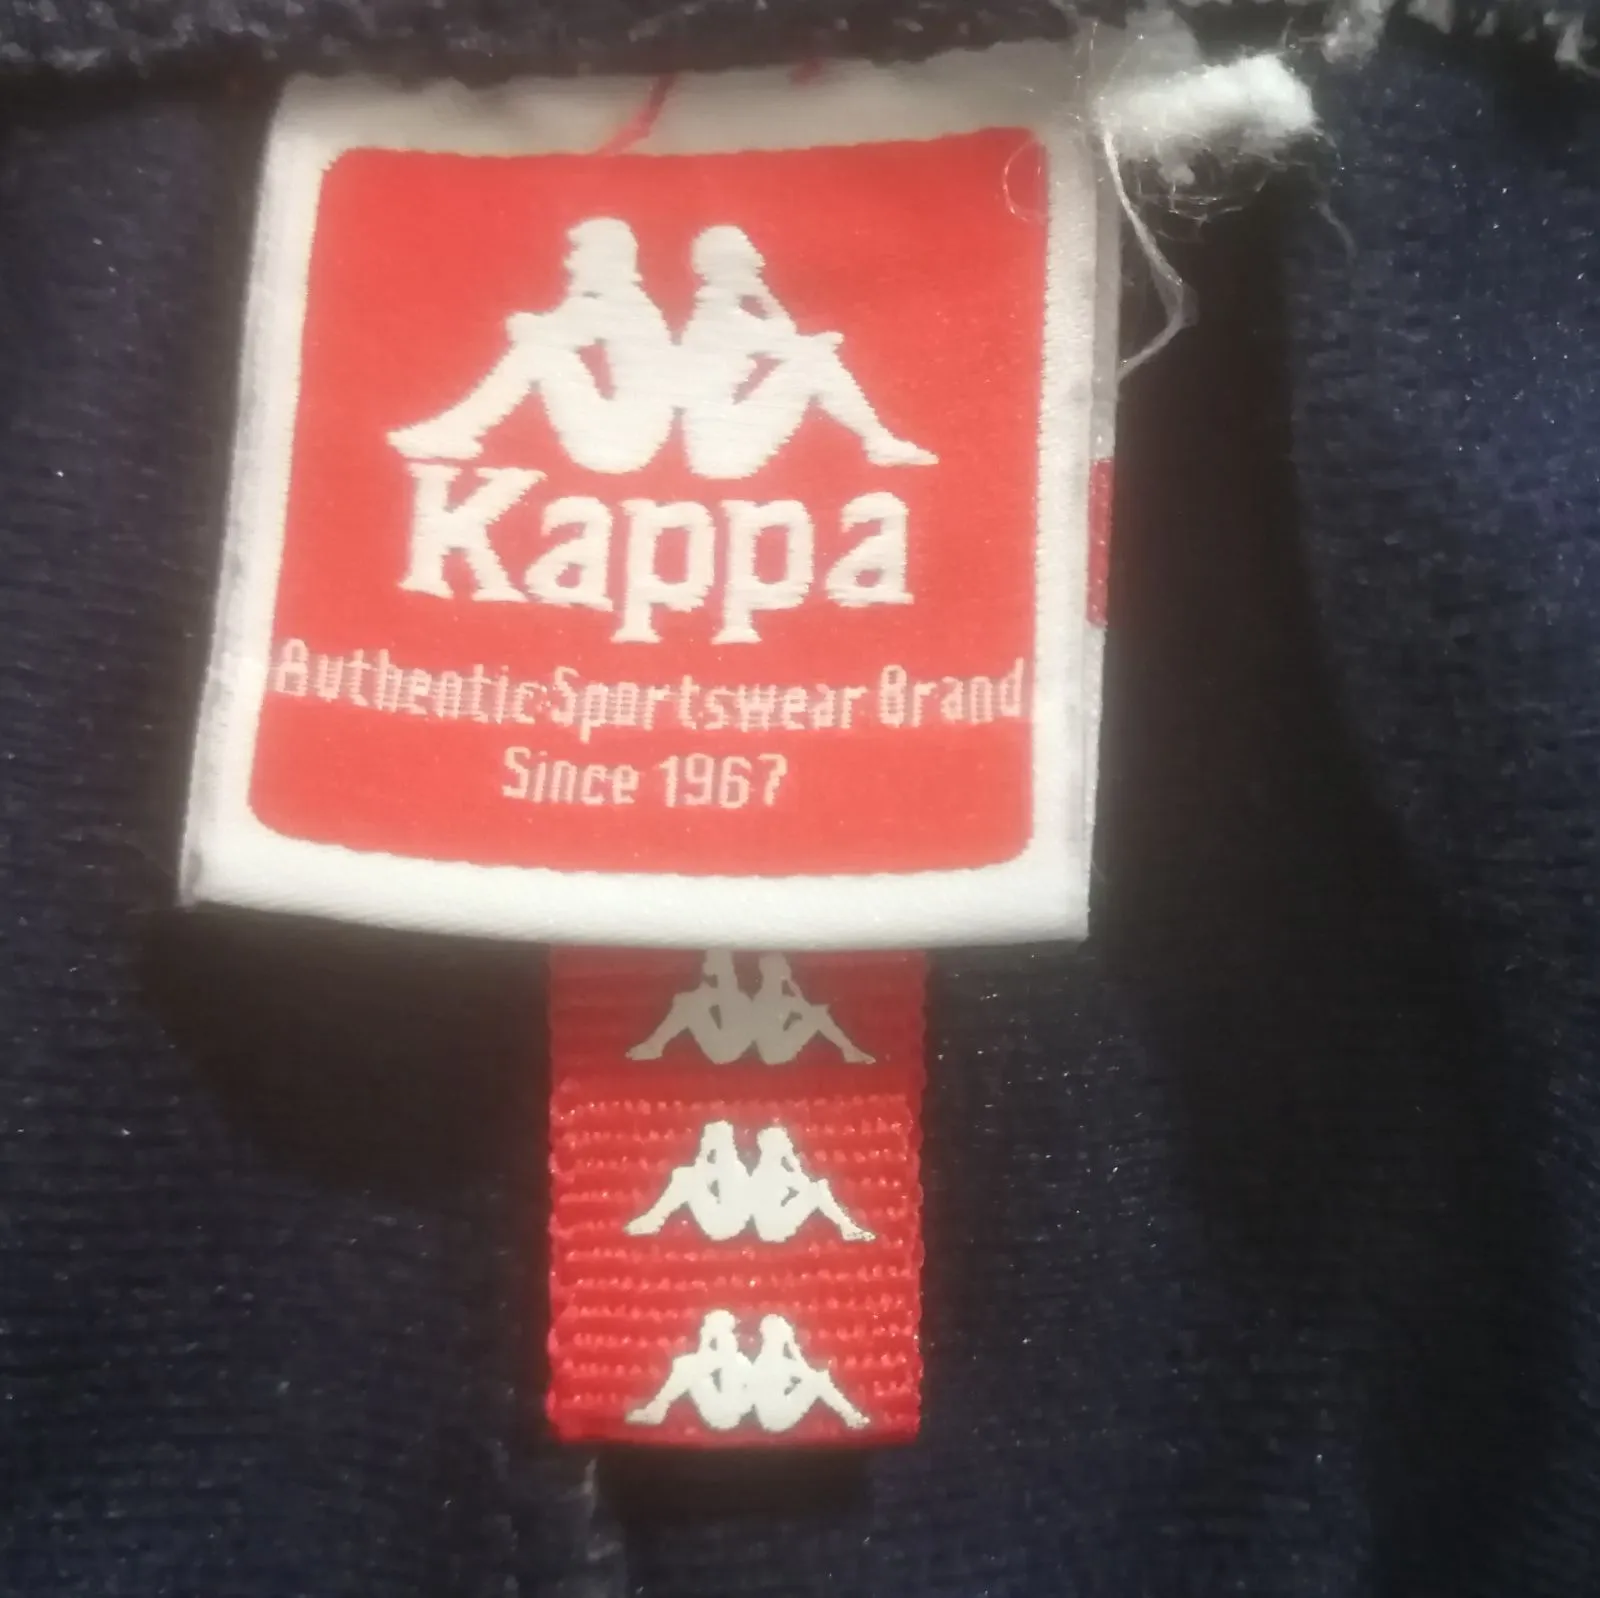 Kappa
Authentic Sportswear Brand
Since 1967